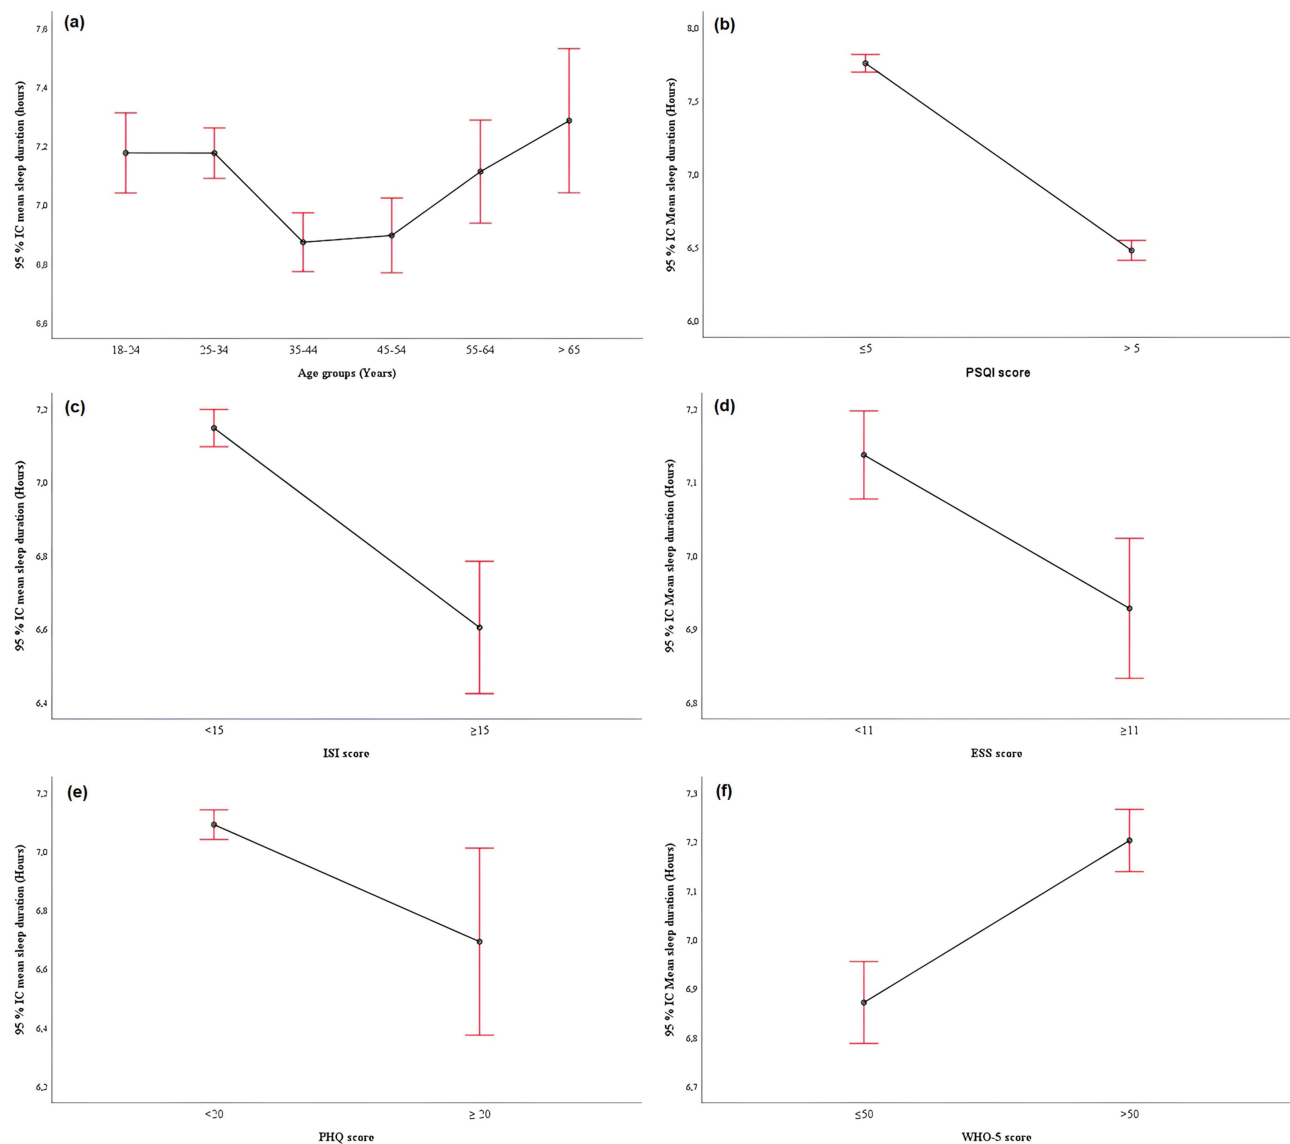 (a)
95 % IC mean sleep duration (hours)
7,6
7,4
7,2
7,0
6,8
6,6
18-24
25-34
35-44
45-54
55-64
> 65
Age groups (Years)
(b)
95 % IC Mean sleep duration (Hours)
8,0
7,5
7,0
6,5
6,0
≤5
> 5
PSQI score
(c)
95 % IC mean sleep duration (Hours)
7,2
7,0
6,8
6,6
6,4
<15
≥15
ISI score
(d)
95 % IC Mean sleep duration (Hours)
7,2
7,1
7,0
6,9
6,8
<11
≥11
ESS score
(e)
95 % IC mean sleep duration (Hours)
7,2
7,0
6,8
6,6
6,4
6,2
<20
≥ 20
PHQ score
(f)
95 % IC Mean sleep duration (Hours)
7,3
7,2
7,1
7,0
6,9
6,8
6,7
≤50
>50
WHO-5 score